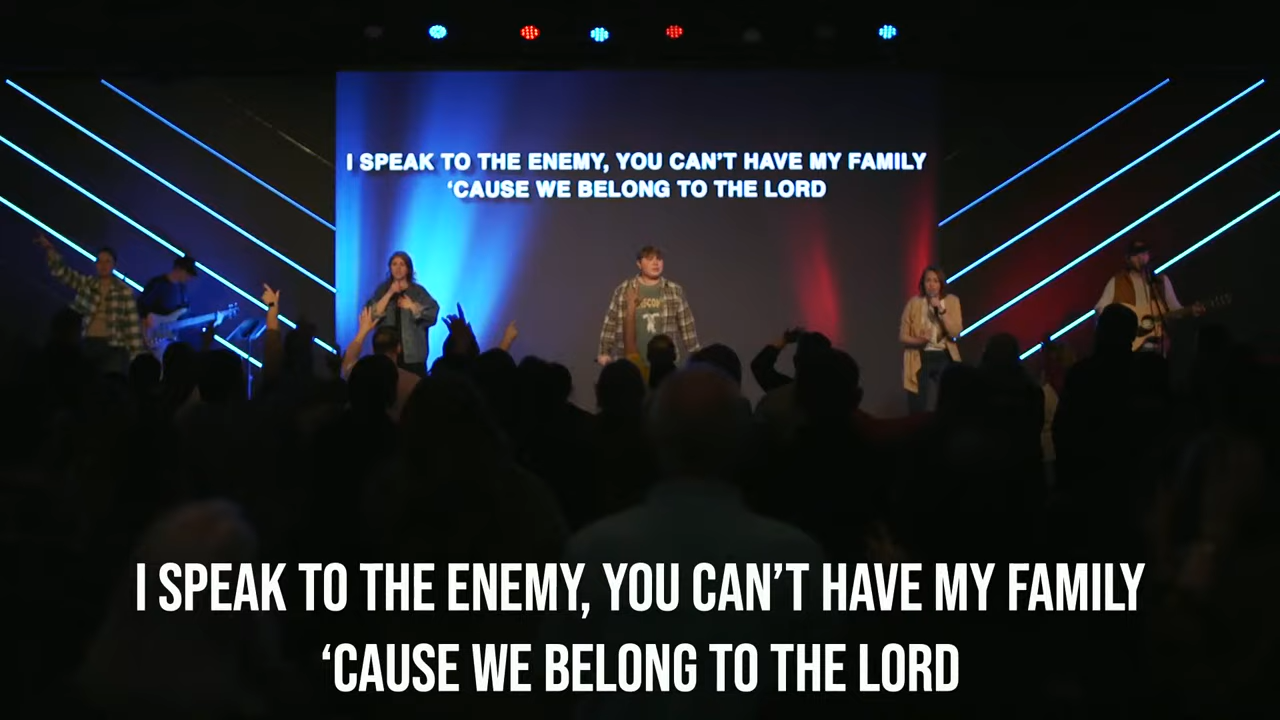 I SPEAK TO THE ENEMY, YOU CAN'T HAVE MY FAMILY
‘CAUSE WE BELONG TO THE LORD
I SPEAK TO THE ENEMY, YOU CAN’T HAVE MY FAMILY
‘CAUSE WE BELONG TO THE LORD